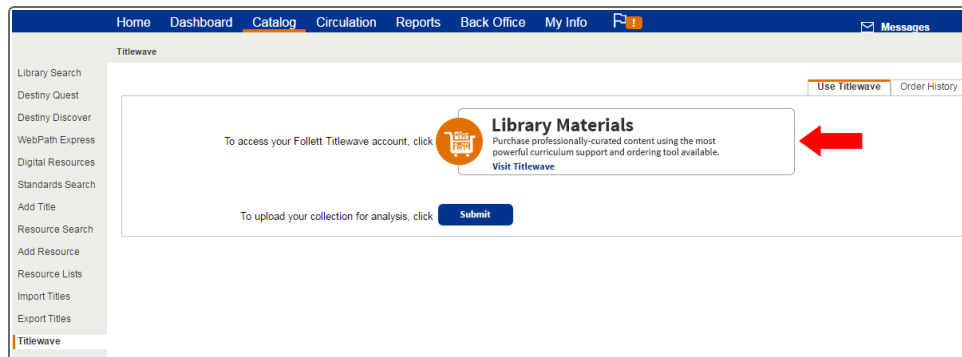 Home Dashboard Catalog Circulation Reports Back Office My Info !
Messages
Titlewave
Library Search
Destiny Quest
Destiny Discover
WebPath Express
Digital Resources
Standards Search
Add Title
Resource Search
Add Resource
Resource Lists
Import Titles
Export Titles
Titlewave
Use Titlewave Order History
To access your Follett Titlewave account, click
Library Materials
Purchase professionally-curated content using the most
powerful curriculum support and ordering tool available.
Visit Titlewave
To upload your collection for analysis, click Submit